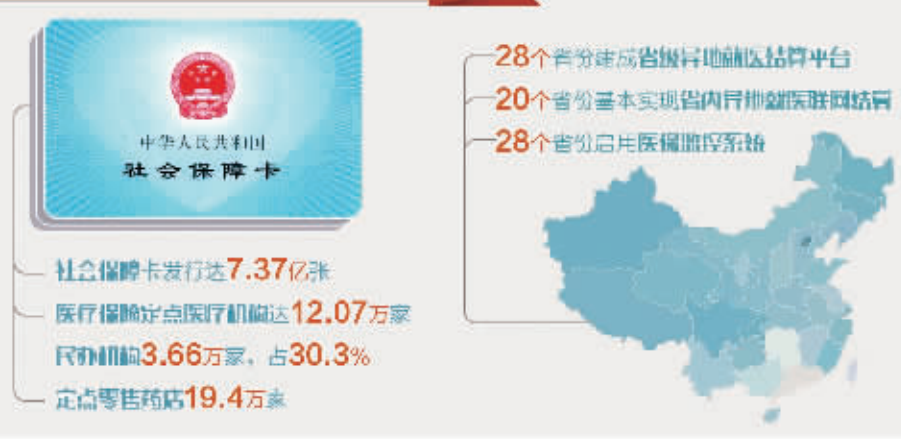 中华人民共和国
社会保障卡
社会保障卡发行达7.37亿张
医疗保险定点医疗机构达12.07万家
民办机构3.66万家，占30.3%
定点零售药店19.4万家
28个省份建成省级异地就医结算平台
20个省份基本实现省内异地就医联网结算
28个省份启用医保监控系统